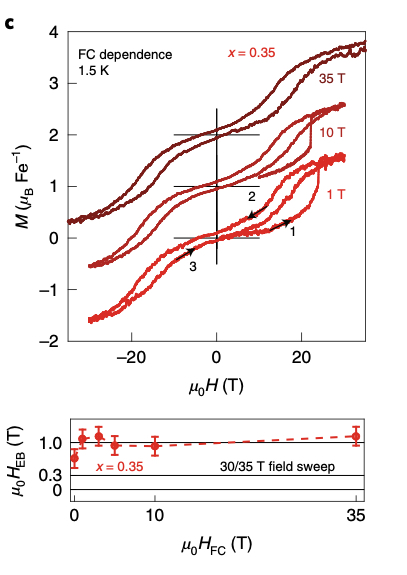 c
4
3
2
1
0
−1
−2
M (μB Fe−1)
FC dependence
1.5 K
x = 0.35
35 T
10 T
1 T
2
1
3
−20
0
20
μ0H (T)
μ0HEB (T)
1.0
0.3
0
x = 0.35
30/35 T field sweep
0
10
35
μ0HFC (T)